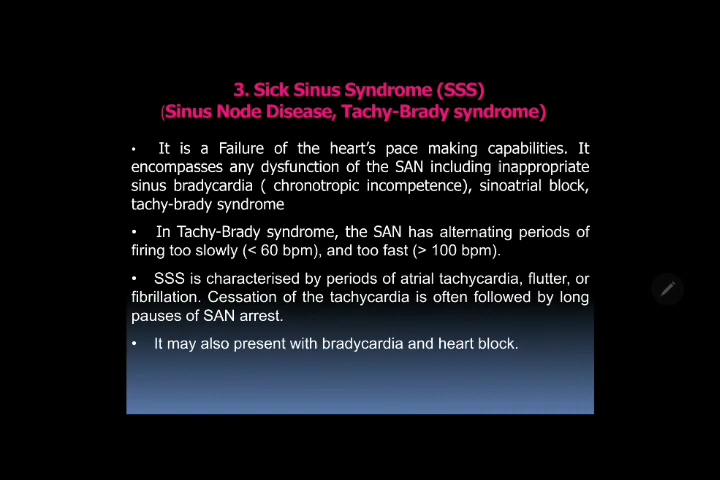 3. Sick Sinus Syndrome (SSS)
(Sinus Node Disease, Tachy-Brady syndrome)
• It is a Failure of the heart's pace making capabilities. It
encompasses any dysfunction of the SAN including inappropriate
sinus bradycardia ( chronotropic incompetence), sinoatrial block,
tachy-brady syndrome
• In Tachy-Brady syndrome, the SAN has alternating periods of
firing too slowly (< 60 bpm), and too fast (> 100 bpm).
• SSS is characterised by periods of atrial tachycardia, flutter, or
fibrillation. Cessation of the tachycardia is often followed by long
pauses of SAN arrest.
• It may also present with bradycardia and heart block.